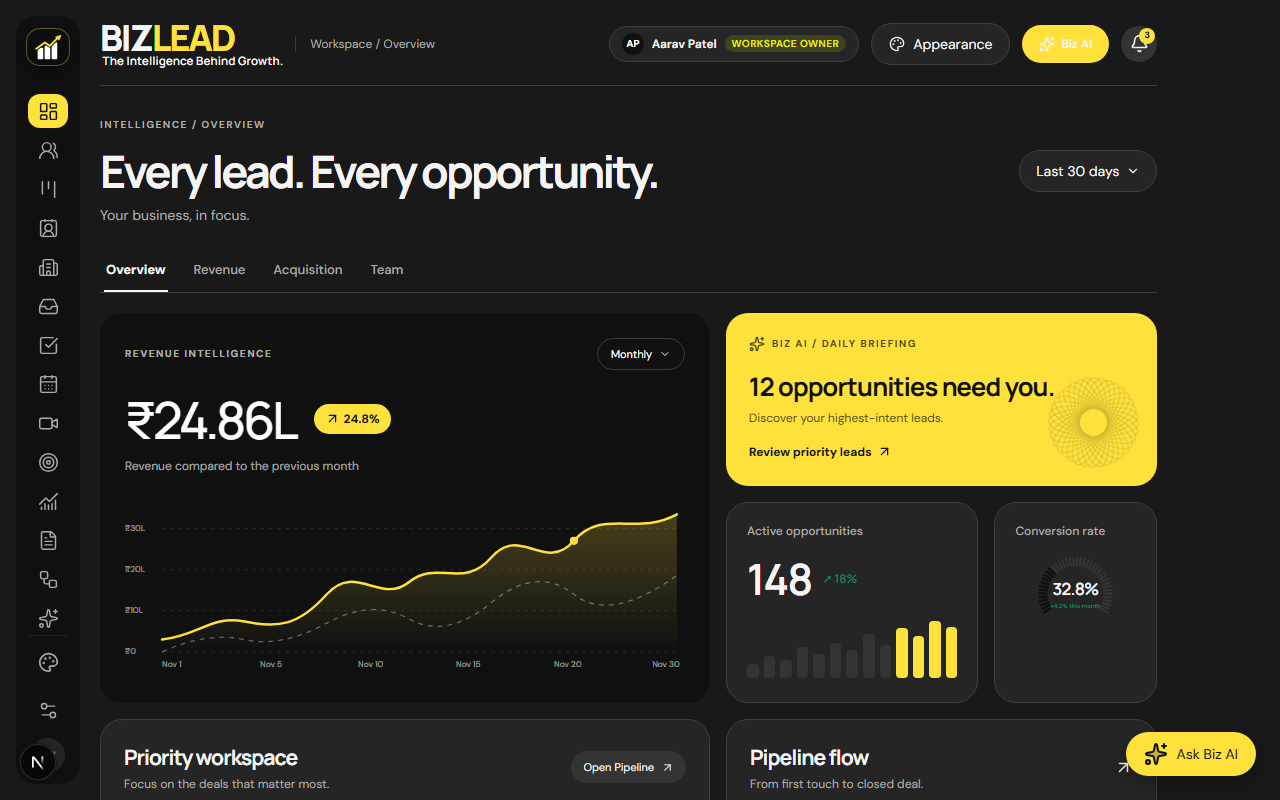 BIZLEAD
The Intelligence Behind Growth.
Workspace / Overview
AP Aarav Patel WORKSPACE OWNER
Appearance
Biz AI
3
INTELLIGENCE / OVERVIEW
Every lead. Every opportunity.
Last 30 days
Your business, in focus.
Overview Revenue Acquisition Team
REVENUE INTELLIGENCE
Monthly
₹24.86L
24.8%
Revenue compared to the previous month
₹30L
₹20L
₹10L
₹0
Nov 1 Nov 5 Nov 10 Nov 15 Nov 20 Nov 30
BIZ AI / DAILY BRIEFING
12 opportunities need you.
Discover your highest-intent leads.
Review priority leads
Active opportunities
148
↗ 18%
Conversion rate
32.8%
+4.2% this month
Priority workspace
Focus on the deals that matter most.
Open Pipeline
Pipeline flow
From first touch to closed deal.
Ask Biz AI
N